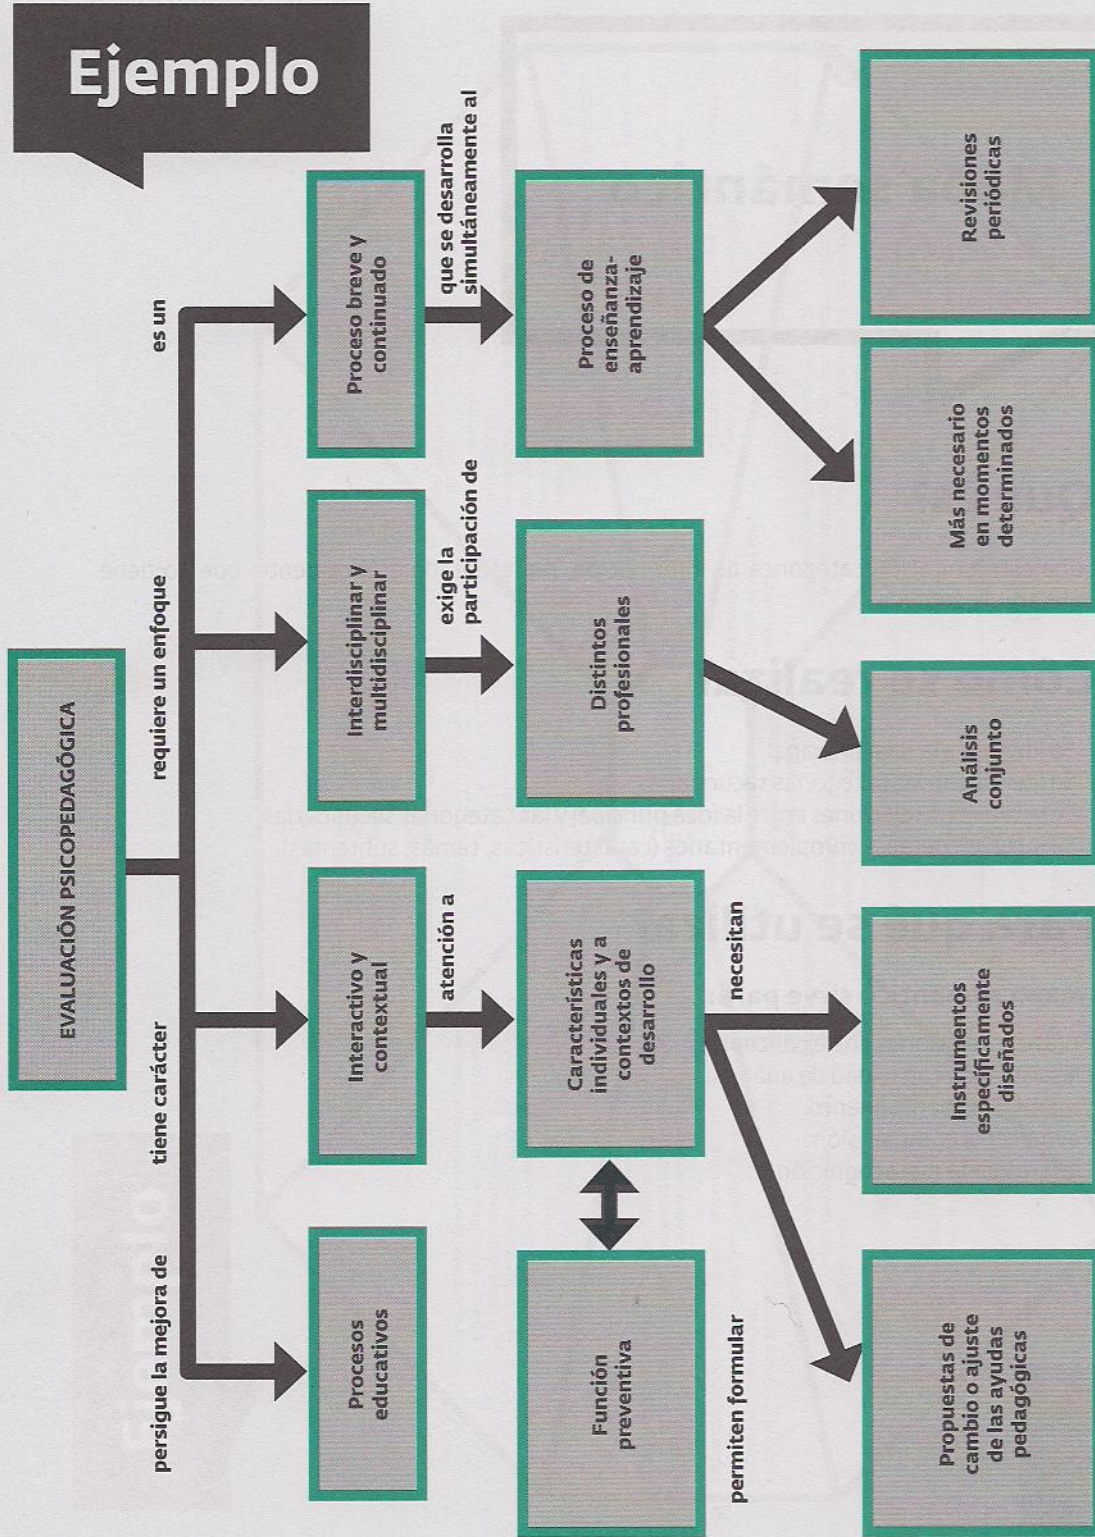 Ejemplo
EVALUACIÓN PSICOPEDAGÓGICA
persigue la mejora de
tiene carácter
requiere un enfoque
es un
Procesos
educativos
Interactivo y
contextual
Interdisciplinar y
multidisciplinar
Proceso breve y
continuado
atención a
exige la
participación de
que se desarrolla
simultáneamente al
Función
preventiva
Características
individuales y a
contextos de
desarrollo
Distintos
profesionales
Proceso de
enseñanza-
aprendizaje
permiten formular
necesitan
Propuestas de
cambio o ajuste
de las ayudas
pedagógicas
Instrumentos
específicamente
diseñados
Análisis
conjunto
Más necesario
en momentos
determinados
Revisiones
periódicas